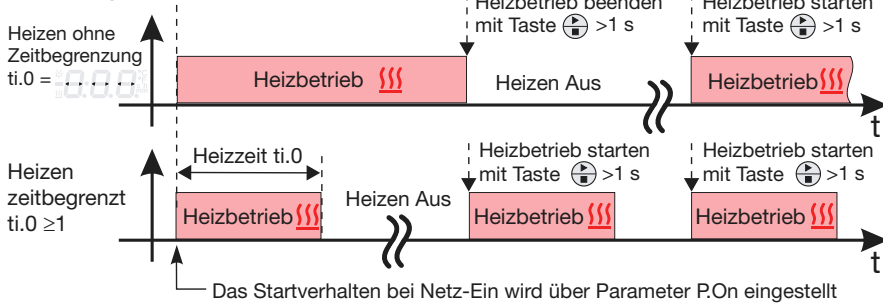 Heizbetrieb beenden
mit Taste >1 s
Heizbetrieb starten
mit Taste >1 s
Heizen ohne
Zeitbegrenzung
ti.0 =
Heizbetrieb
Heizen Aus
Heizbetrieb
t
Heizen
zeitbegrenzt
ti.0 ≥1
Heizzeit ti.0
Heizen Aus
Heizbetrieb starten
mit Taste >1 s
Heizbetrieb starten
mit Taste >1 s
Heizbetrieb
Heizbetrieb
Heizbetrieb
t
Das Startverhalten bei Netz-Ein wird über Parameter P.On eingestellt